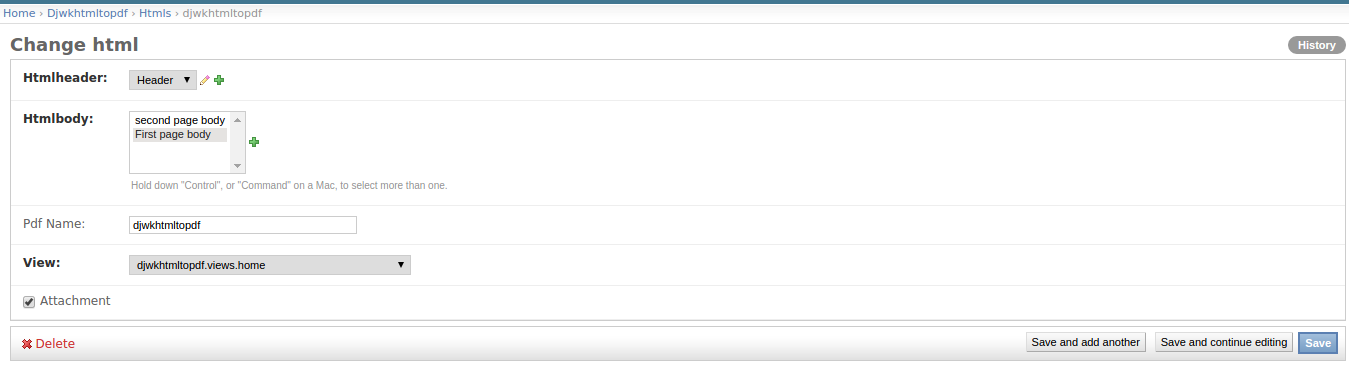 Home › Djwkhtmltopdf › Htmls › djwkhtmltopdf
Change html
History
Htmlheader: Header
Htmlbody: second page body
First page body
Hold down "Control", or "Command" on a Mac, to select more than one.
Pdf Name: djwkhtmltopdf
View: djwkhtmltopdf.views.home
Attachment
Delete Save and add another Save and continue editing Save